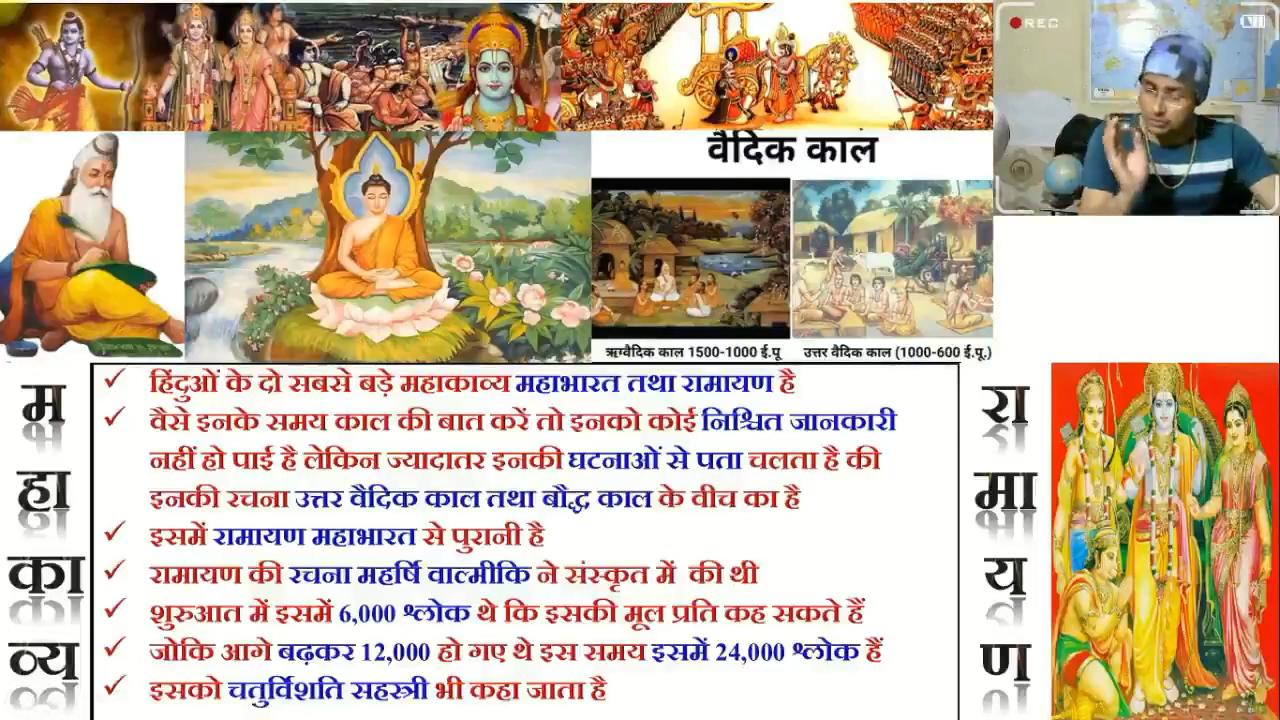 REC
वैदिक काल
ऋग्वैदिक काल 1500-1000 ई.पू
उत्तर वैदिक काल (1000-600 ई.पू.)
म
हा
का
व्य
हिंदुओं के दो सबसे बड़े महाकाव्य महाभारत तथा रामायण है
वैसे इनके समय काल की बात करें तो इनको कोई निश्चित जानकारी
नहीं हो पाई है लेकिन ज्यादातर इनकी घटनाओं से पता चलता है की
इनकी रचना उत्तर वैदिक काल तथा बौद्ध काल के बीच का है
इसमें रामायण महाभारत से पुरानी है
रामायण की रचना महर्षि वाल्मीकि ने संस्कृत में की थी
शुरुआत में इसमें 6,000 श्लोक थे कि इसकी मूल प्रति कह सकते हैं
जोकि आगे बढ़कर 12,000 हो गए थे इस समय इसमें 24,000 श्लोक हैं
इसको चतुर्विशति सहस्त्री भी कहा जाता है
रा
मा
य
ण